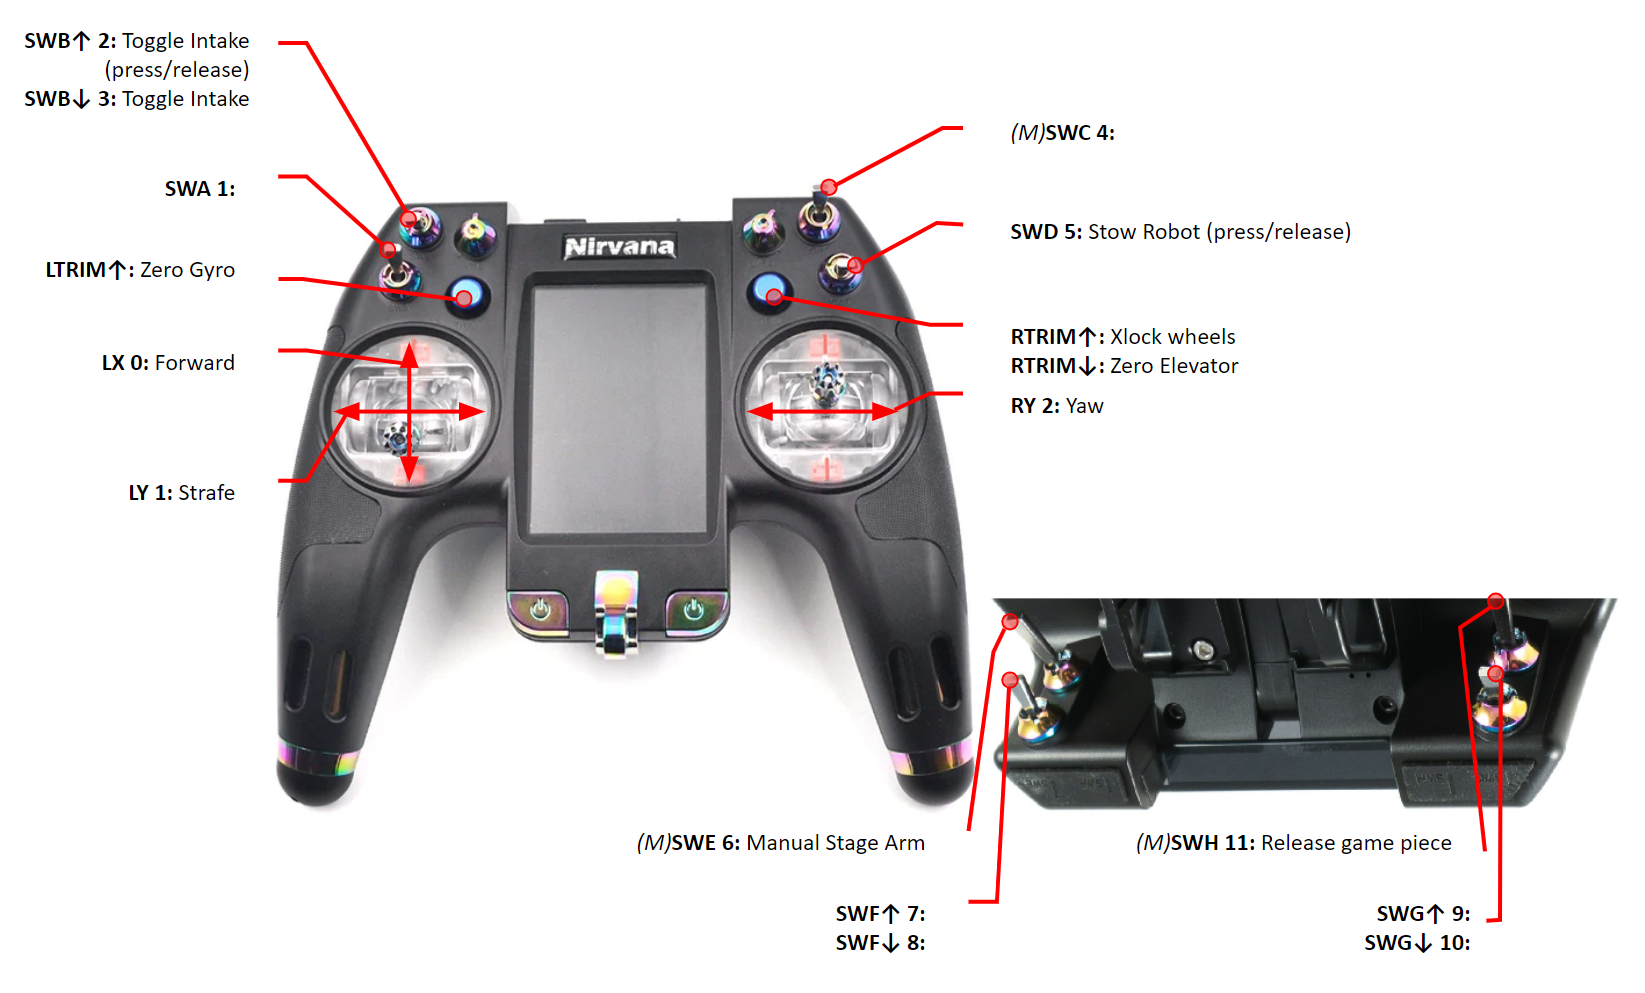 SWB↑ 2: Toggle Intake
(press/release)
SWB↓ 3: Toggle Intake
SWA 1:
LTRIM↑: Zero Gyro
LX 0: Forward
LY 1: Strafe
Nirvana
(M)SWC 4:
SWD 5: Stow Robot (press/release)
RTRIM↑: Xlock wheels
RTRIM↓: Zero Elevator
RY 2: Yaw
(M)SWE 6: Manual Stage Arm
SWF↑ 7:
SWF↓ 8:
(M)SWH 11: Release game piece
SWG↑ 9:
SWG↓ 10: